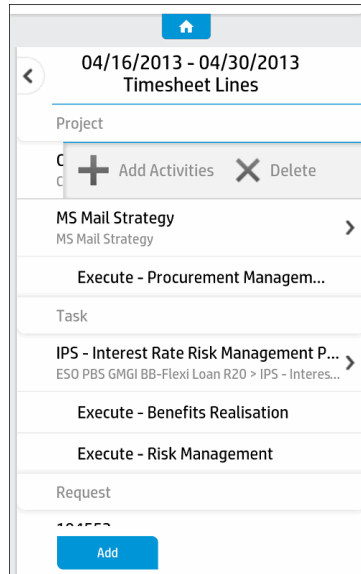 04/16/2013 - 04/30/2013
Timesheet Lines
Project
Add Activities Delete
MS Mail Strategy
MS Mail Strategy
Execute - Procurement Managem...
Task
IPS - Interest Rate Risk Management P...
ESO PBS GMGI BB-Flexi Loan R20 > IPS - Interes...
Execute - Benefits Realisation
Execute - Risk Management
Request
Add